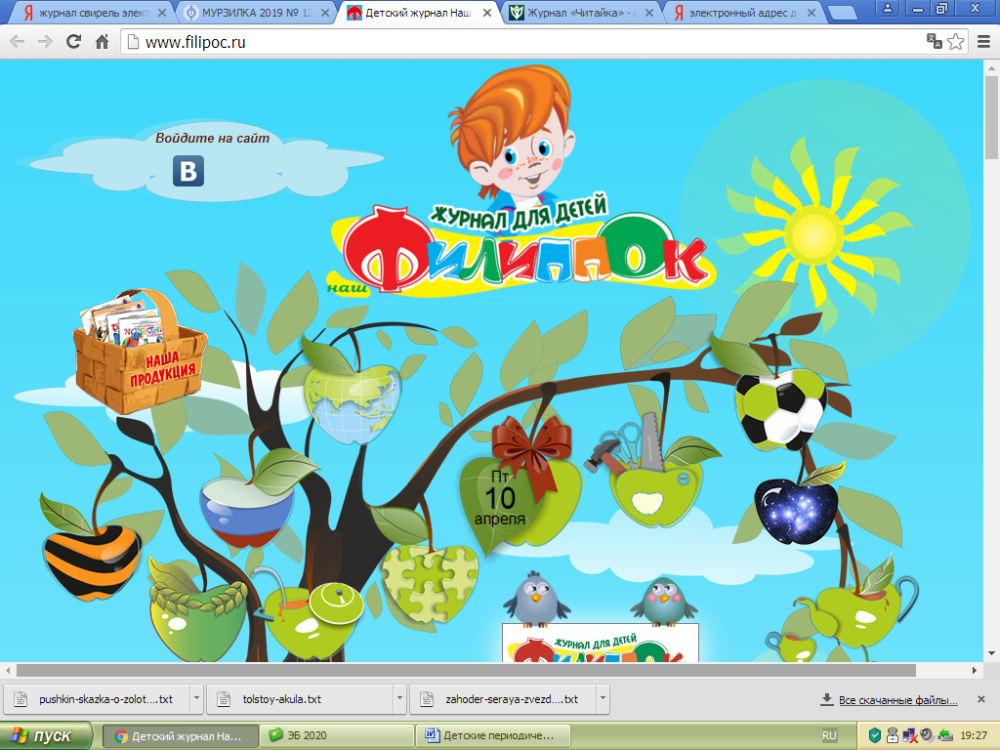 журнал свирель элект
МУРЗИЛКА 2019 № 12
Детский журнал Наш
Журнал «Читайка» - с
электронный адрес д
www.filipoc.ru
Войдите на сайт
В
ЖУРНАЛ ДЛЯ ДЕТЕЙ
наш ФИЛИППОК
НАША
ПРОДУКЦИЯ
Пт
10
апреля
ЖУРНАЛ ДЛЯ ДЕТЕЙ
ФИЛИППОК
pushkin-skazka-o-zolot....txt
tolstoy-akula.txt
zahoder-seraya-zvezd....txt
Все скачанные файлы...
пуск
Детский журнал На...
ЭБ 2020
Детские периодиче...
RU
19:27